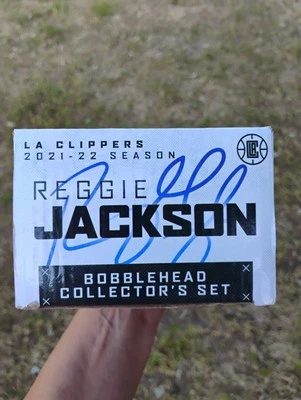 LA CLIPPERS
2021-22 SEASON
REGGIE
JACKSON
BOBBLEHEAD
COLLECTOR'S SET